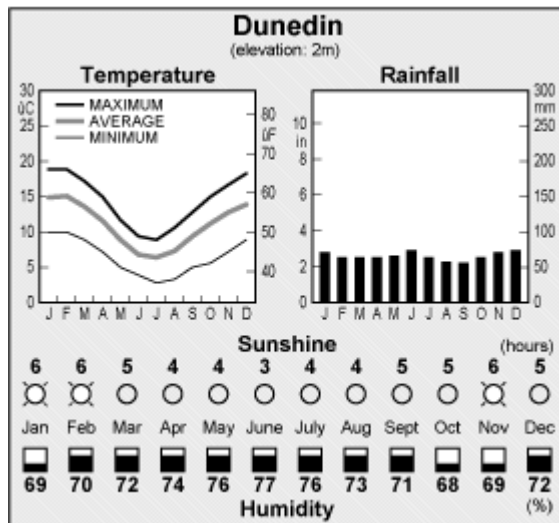 Dunedin
(elevation: 2m)
Temperature
30
ûC
25
20
15
10
5
0
MAXIMUM
AVERAGE
MINIMUM
80
ûF
70
60
50
40
J F M A M J J A S O N D
Rainfall
10
in
8
6
4
2
0
300
mm
250
200
150
100
50
0
J F M A M J J A S O N D
Sunshine (hours)
6 6 5 4 4 3 4 4 5 5 6 5
Jan Feb Mar Apr May June July Aug Sept Oct Nov Dec
69 70 72 74 76 77 76 73 71 68 69 72
Humidity (%)